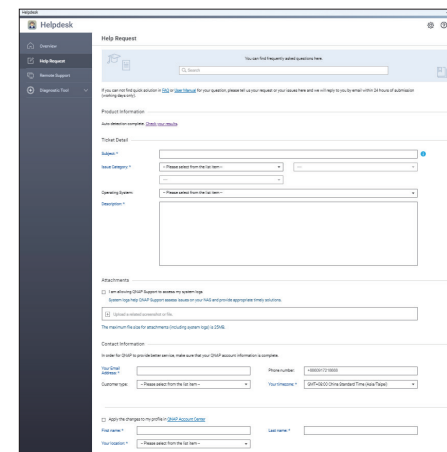 Helpdesk
Helpdesk
Overview
Help Request
Remote Support
Diagnostic Tool
Help Request
You can find frequently asked questions here.
Search
If you can not find quick solution in FAQ or User Manual for your question, please tell us your request or your issues here and we will reply to you by email within 24 hours of submission
(working days only).
Product Information
Auto detection complete. Check your results.
Ticket Detail
Subject: *
Issue Category: *
-- Please select from the list item --
---
---
Operating System:
-- Please select from the list item --
Description: *
Attachments
I am allowing QNAP Support to access my system logs
System logs help QNAP Support assess issues on your NAS and provide appropriate timely solutions.
Upload a related screenshot or file.
The maximum file size for attachments (including system logs) is 25MB.
Contact Information
In order for QNAP to provide better service, make sure that your QNAP account information is complete.
Your Email
Address: *
Phone number:
Customer type:
-- Please select from the list item --
Your timezone: *
GMT+08:00 China Standard Time (Asia/Taipei)
Apply the changes to my profile in QNAP Account Center
First name: *
Last name: *
Your location: *
-- Please select from the list item --